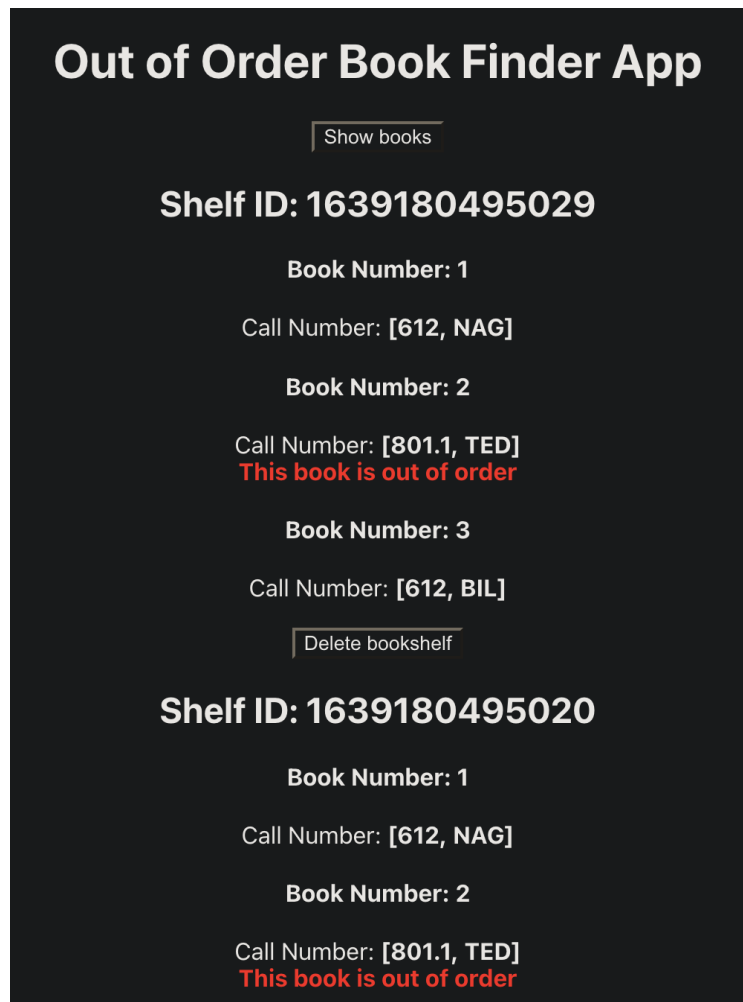 Out of Order Book Finder App
Show books
Shelf ID: 1639180495029
Book Number: 1
Call Number: [612, NAG]
Book Number: 2
Call Number: [801.1, TED]
This book is out of order
Book Number: 3
Call Number: [612, BIL]
Delete bookshelf
Shelf ID: 1639180495020
Book Number: 1
Call Number: [612, NAG]
Book Number: 2
Call Number: [801.1, TED]
This book is out of order